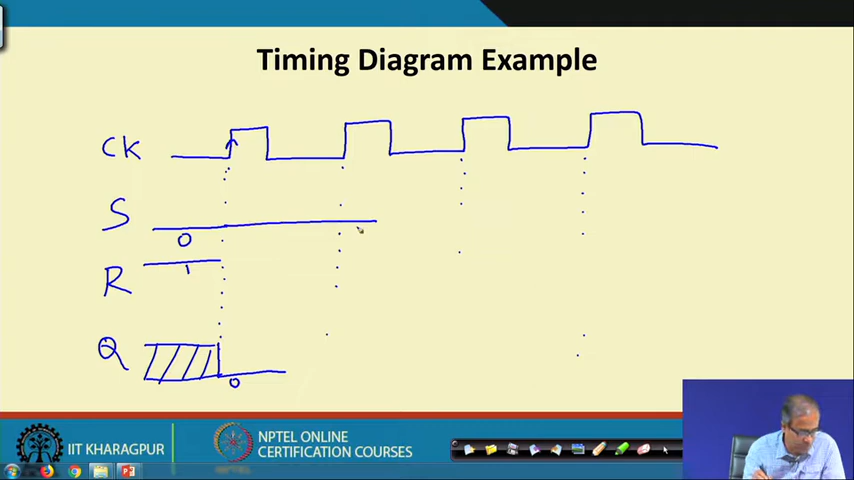 Timing Diagram Example
CK
S
0
R
1
Q
0
IIT KHARAGPUR
NPTEL ONLINE
CERTIFICATION COURSES